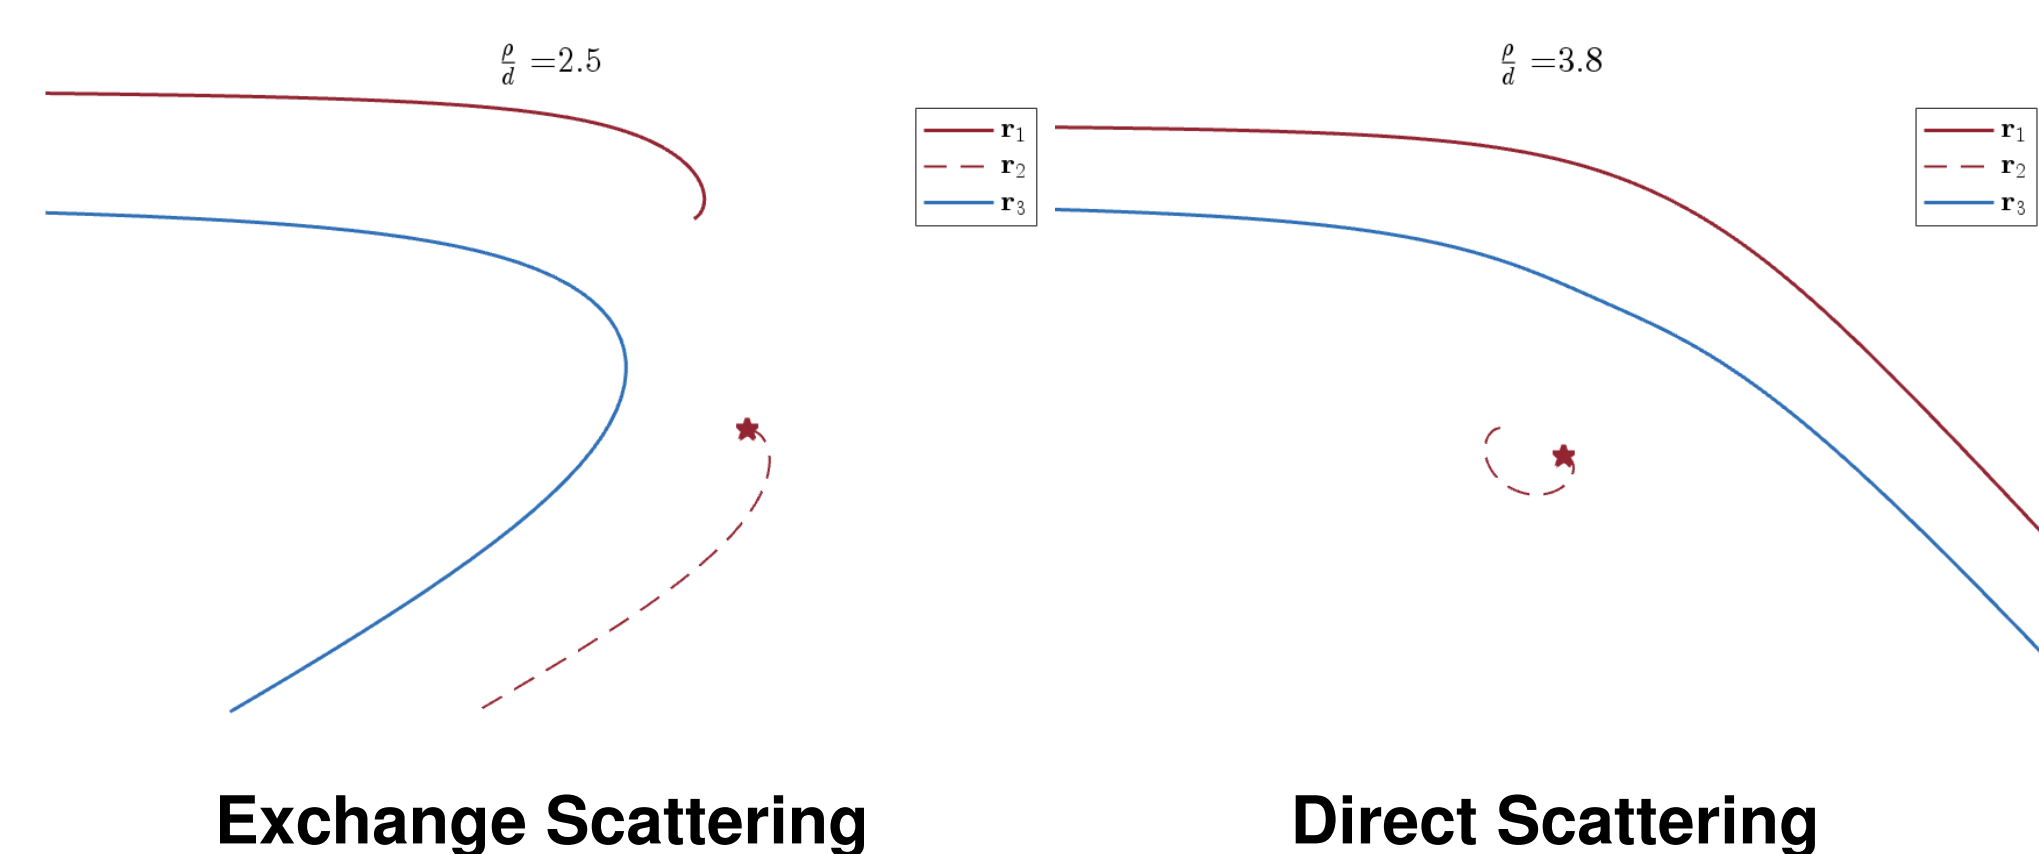 ρ/d =2.5
r₁
r₂
r₃
Exchange Scattering
ρ/d =3.8
r₁
r₂
r₃
Direct Scattering